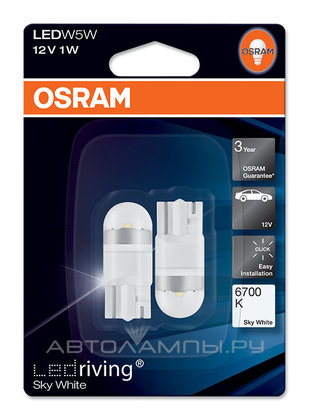 LEDW5W
12V 1W
OSRAM
OSRAM
3
Year
OSRAM
Guarantee*
12V
CLICK
Easy
Installation
6700
K
Sky White
АВТОЛАМПЫ.РУ
LEDriving®
Sky White